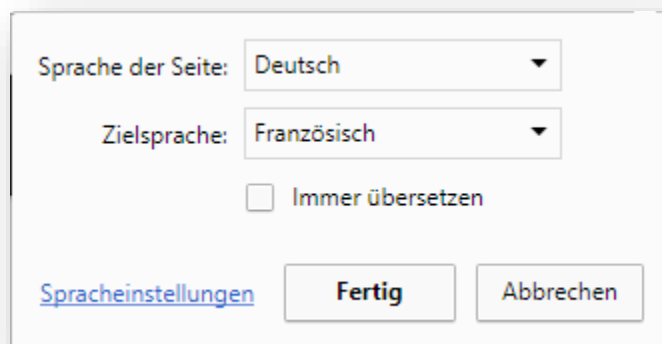 Sprache der Seite: Deutsch
Zielsprache: Französisch
Immer übersetzen
Spracheinstellungen Fertig Abbrechen